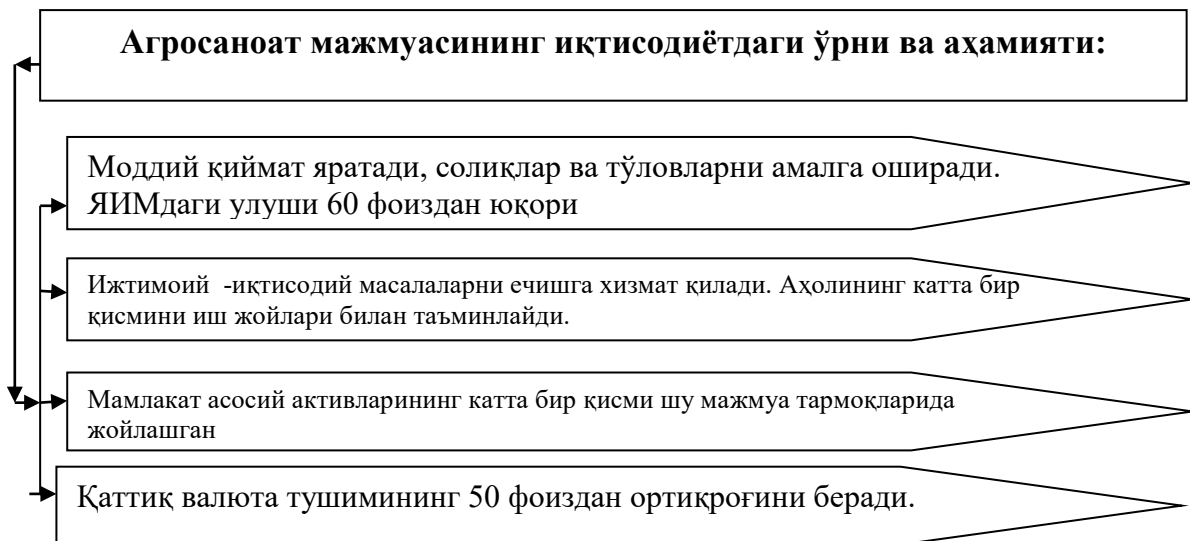 Агросаноат мажмуасининг иқтисодиётдаги ўрни ва аҳамияти:
Моддий қиймат яратади, солиқлар ва тўловларни амалга оширади.
ЯИМдаги улуши 60 фоиздан юқори
Ижтимоий -иқтисодий масалаларни ечишга хизмат қилади. Аҳолининг катта бир
қисмини иш жойлари билан таъминлайди.
Мамлакат асосий активларининг катта бир қисми шу мажмуа тармоқларида
жойлашган
Қаттиқ валюта тушимининг 50 фоиздан ортиқроғини беради.